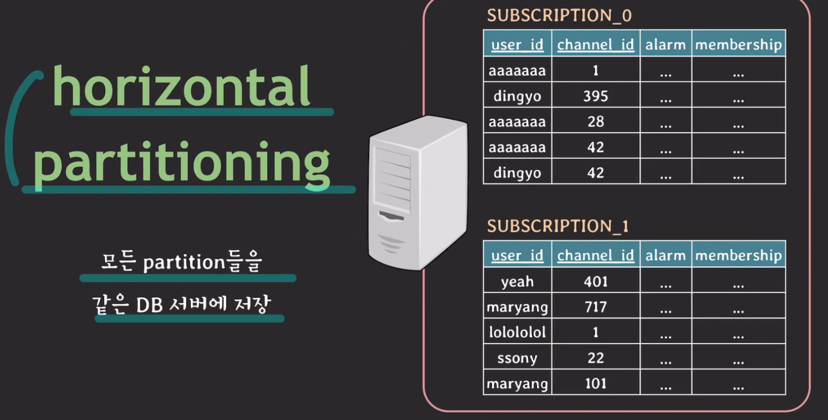 horizontal
partitioning
모든 partition들을
같은 DB 서버에 저장
SUBSCRIPTION_0
user_id channel_id alarm membership
aaaaaaa 1 ... ...
dingyo 395 ... ...
aaaaaaa 28 ... ...
aaaaaaa 42 ... ...
dingyo 42 ... ...
SUBSCRIPTION_1
user_id channel_id alarm membership
yeah 401 ... ...
maryang 717 ... ...
lolololol 1 ... ...
ssony 22 ... ...
maryang 101 ... ...